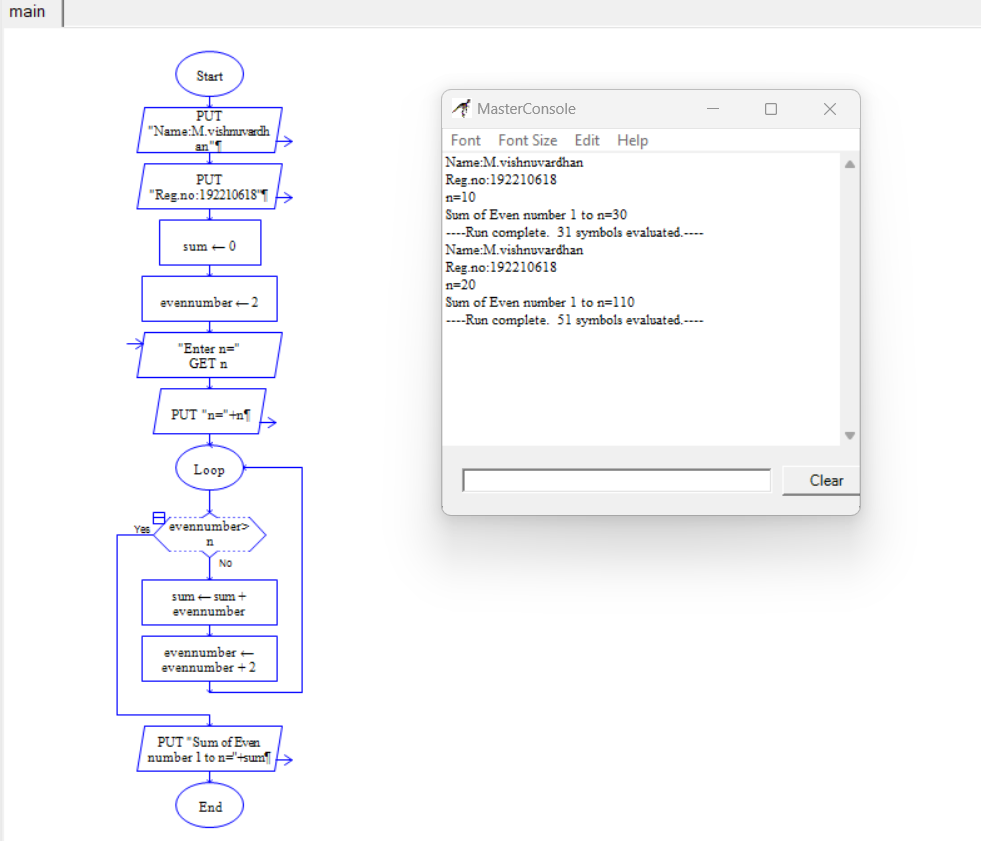 main
Start
PUT
"Name:M.vishnuvardh
an"¶
PUT
"Reg.no:192210618"¶
sum ← 0
evennumber ← 2
"Enter n="
GET n
PUT "n="+n¶
Loop
Yes
evennumber>
n
No
sum ← sum +
evennumber
evennumber ←
evennumber + 2
PUT "Sum of Even
number 1 to n="+sum¶
End
MasterConsole
Font Font Size Edit Help
Name:M.vishnuvardhan
Reg.no:192210618
n=10
Sum of Even number 1 to n=30
----Run complete.  31 symbols evaluated.----
Name:M.vishnuvardhan
Reg.no:192210618
n=20
Sum of Even number 1 to n=110
----Run complete.  51 symbols evaluated.----
Clear